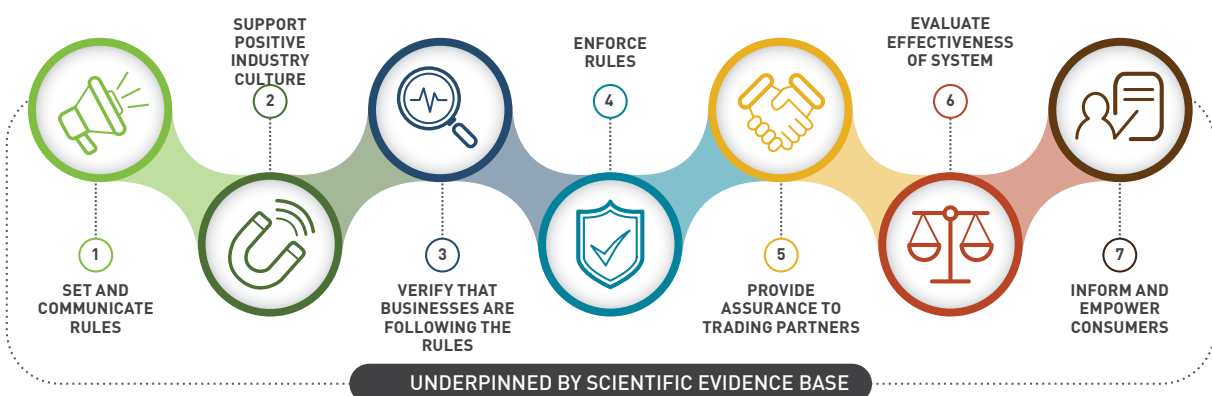 1
SET AND
COMMUNICATE
RULES
SUPPORT
POSITIVE
INDUSTRY
CULTURE
2
3
VERIFY THAT
BUSINESSES ARE
FOLLOWING THE
RULES
ENFORCE
RULES
4
5
PROVIDE
ASSURANCE TO
TRADING PARTNERS
EVALUATE
EFFECTIVENESS
OF SYSTEM
6
7
INFORM AND
EMPOWER
CONSUMERS
UNDERPINNED BY SCIENTIFIC EVIDENCE BASE